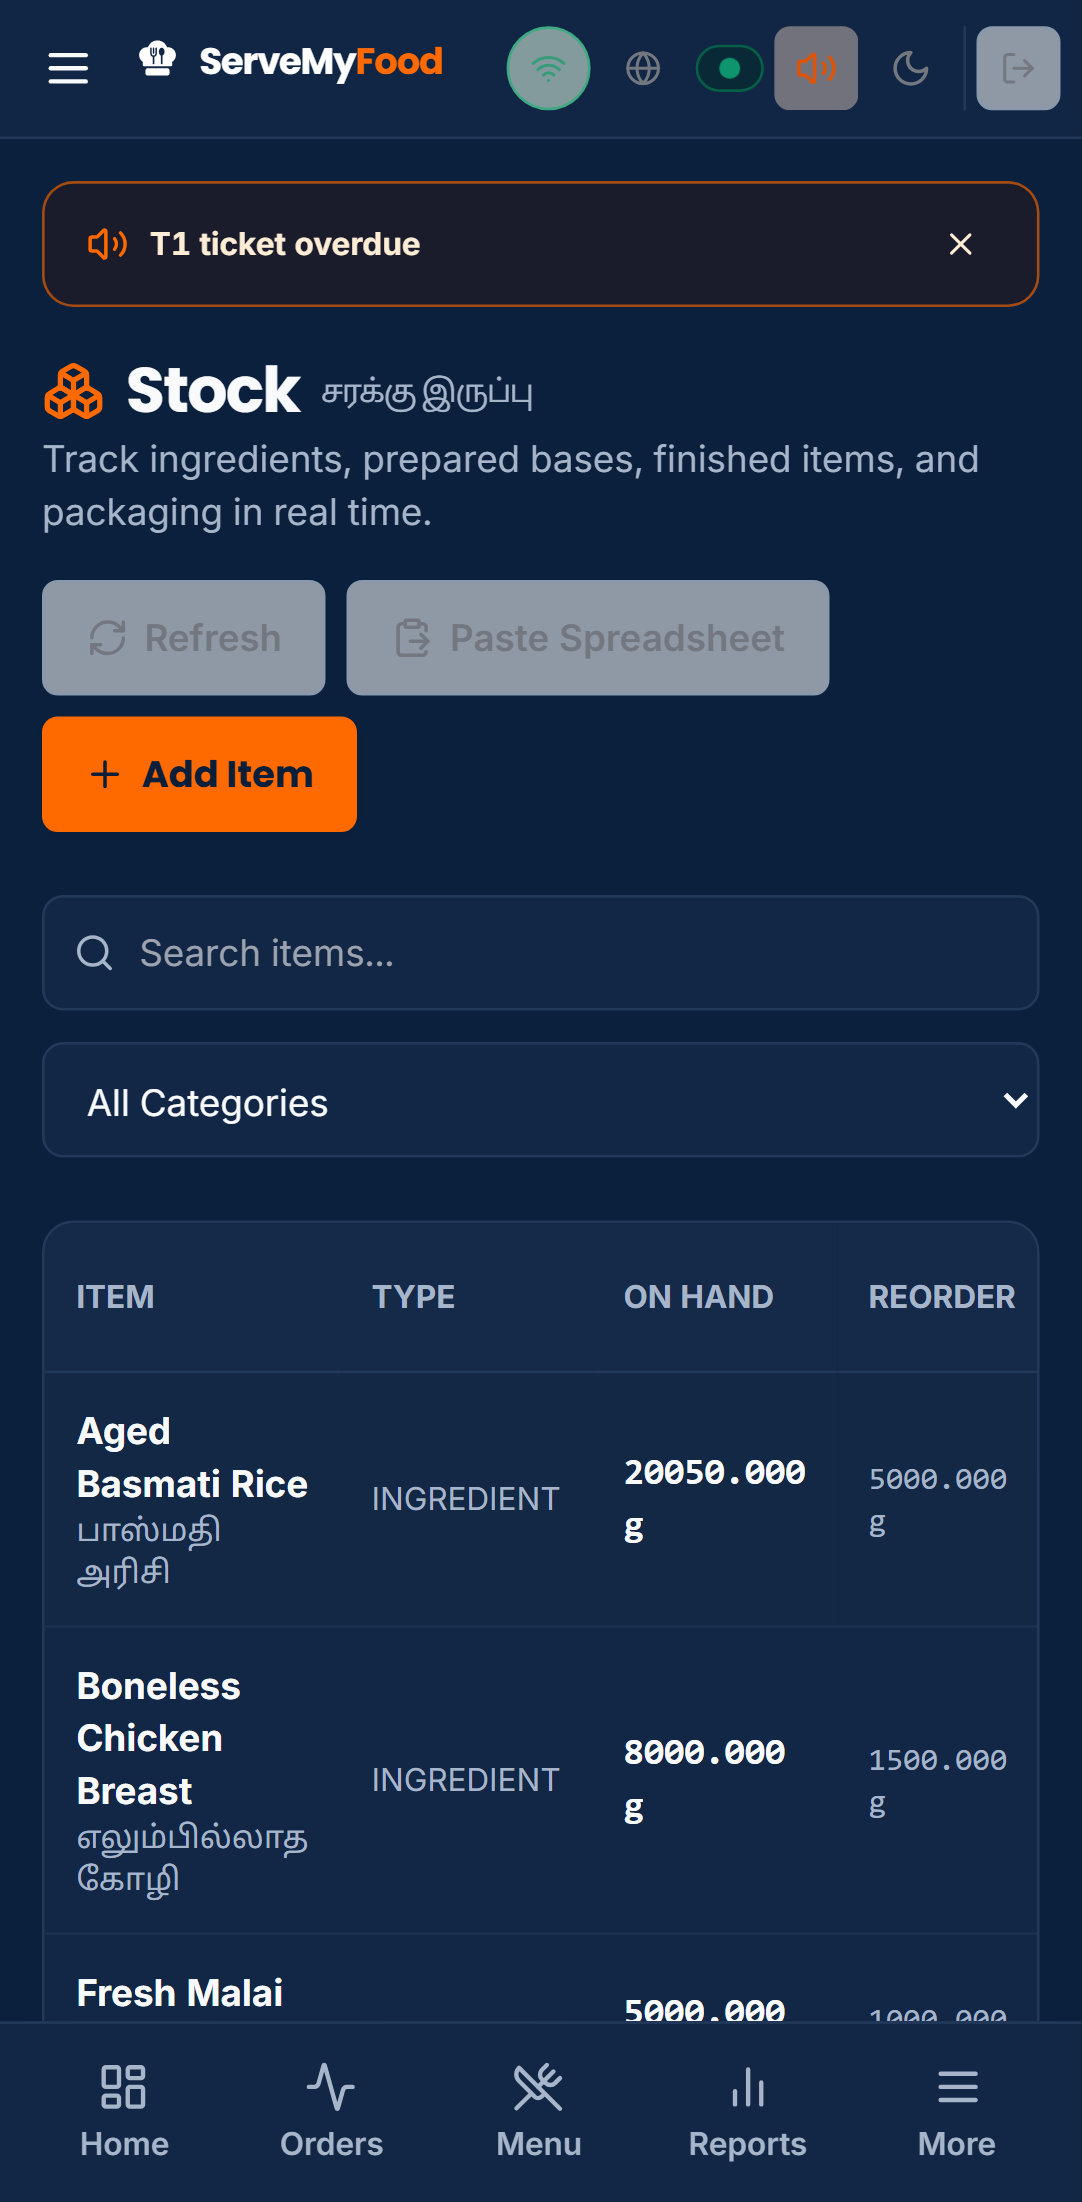 ServeMyFood
T1 ticket overdue
Stock சரக்கு இருப்பு
Track ingredients, prepared bases, finished items, and
packaging in real time.
Refresh Paste Spreadsheet
Add Item
Search items...
All Categories
ITEM TYPE ON HAND REORDER
Aged
Basmati Rice
பாஸ்மதி
அரிசி
INGREDIENT
20050.000
g
5000.000
g
Boneless
Chicken
Breast
எலும்பில்லாத
கோழி
INGREDIENT
8000.000
g
1500.000
g
Fresh Malai
5000.000
1000.000
Home Orders Menu Reports More